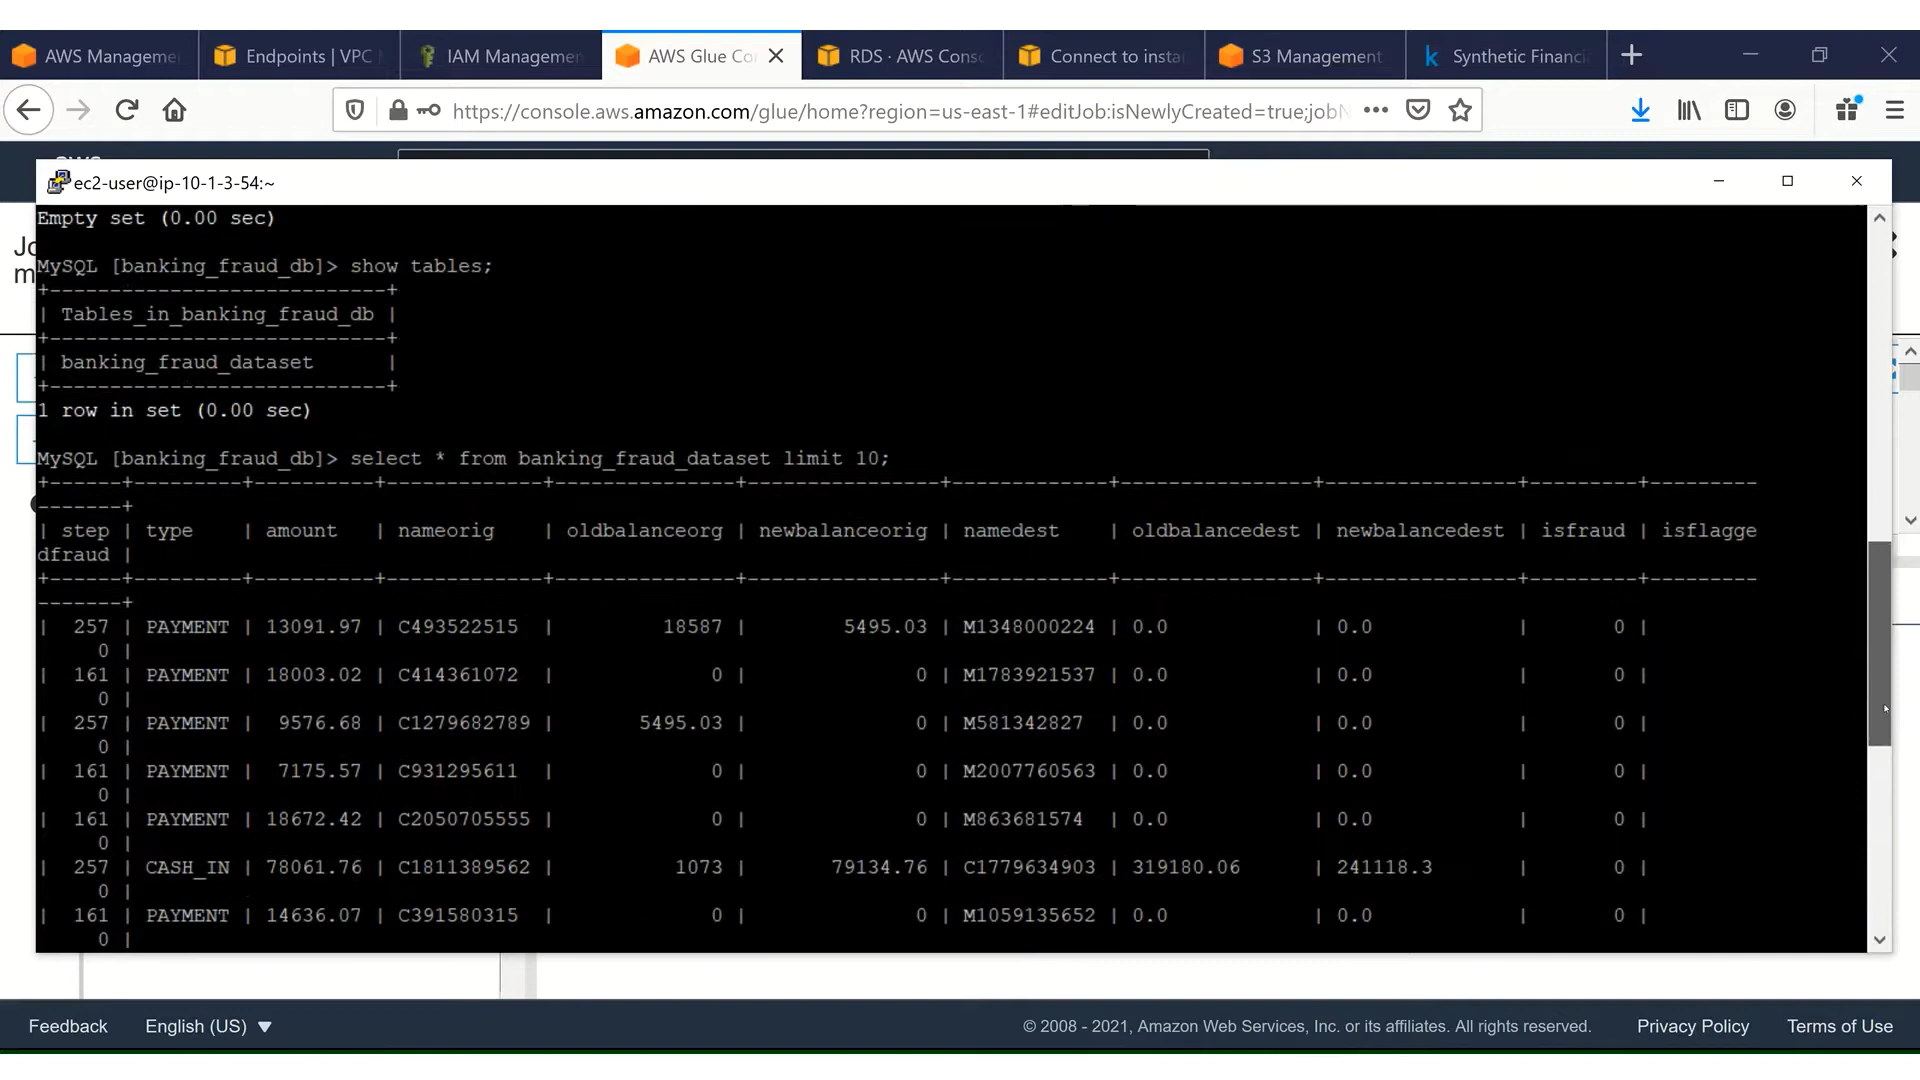 AWS Manageme
Endpoints | VPC
IAM Manageme
AWS Glue Co
RDS · AWS Cons
Connect to insta
S3 Management
Synthetic Financi
https://console.aws.amazon.com/glue/home?region=us-east-1#editJob:isNewlyCreated=true;jobN
ec2-user@ip-10-1-3-54:~
Empty set (0.00 sec)
Jo
m
MySQL [banking_fraud_db]> show tables;
+----------------------------+
| Tables_in_banking_fraud_db |
+----------------------------+
| banking_fraud_dataset      |
+----------------------------+
1 row in set (0.00 sec)
MySQL [banking_fraud_db]> select * from banking_fraud_dataset limit 10;
+------+---------+----------+-------------+---------------+----------------+-------------+----------------+----------------+---------+---------
-------+
| step | type    | amount   | nameorig    | oldbalanceorg | newbalanceorig | namedest    | oldbalancedest | newbalancedest | isfraud | isflagge
dfraud |
+------+---------+----------+-------------+---------------+----------------+-------------+----------------+----------------+---------+---------
-------+
|  257 | PAYMENT | 13091.97 | C493522515  |         18587 |        5495.03 | M1348000224 | 0.0            | 0.0            |       0 |
     0 |
|  161 | PAYMENT | 18003.02 | C414361072  |             0 |              0 | M1783921537 | 0.0            | 0.0            |       0 |
     0 |
|  257 | PAYMENT |  9576.68 | C1279682789 |       5495.03 |              0 | M581342827  | 0.0            | 0.0            |       0 |
     0 |
|  161 | PAYMENT |  7175.57 | C931295611  |             0 |              0 | M2007760563 | 0.0            | 0.0            |       0 |
     0 |
|  161 | PAYMENT | 18672.42 | C2050705555 |             0 |              0 | M863681574  | 0.0            | 0.0            |       0 |
     0 |
|  257 | CASH_IN | 78061.76 | C1811389562 |          1073 |       79134.76 | C1779634903 | 319180.06      | 241118.3       |       0 |
     0 |
|  161 | PAYMENT | 14636.07 | C391580315  |             0 |              0 | M1059135652 | 0.0            | 0.0            |       0 |
     0 |
Feedback
English (US)
© 2008 - 2021, Amazon Web Services, Inc. or its affiliates. All rights reserved.
Privacy Policy
Terms of Use